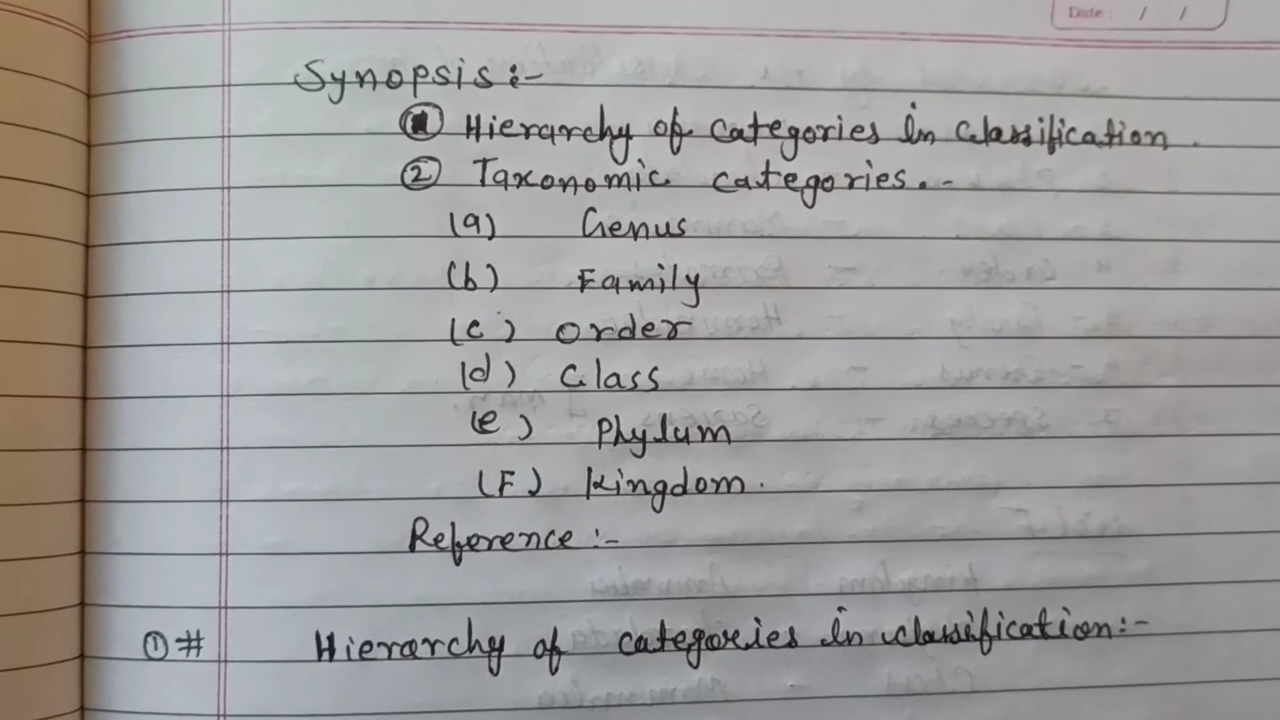 Date : / /
Synopsis :-
① Hierarchy of categories in classification.
② Taxonomic categories. -
(a) Genus
(b) Family
(c) order
(d) Class
(e) Phylum
(F) Kingdom.
Reference :-
① # Hierarchy of categories in classification :-